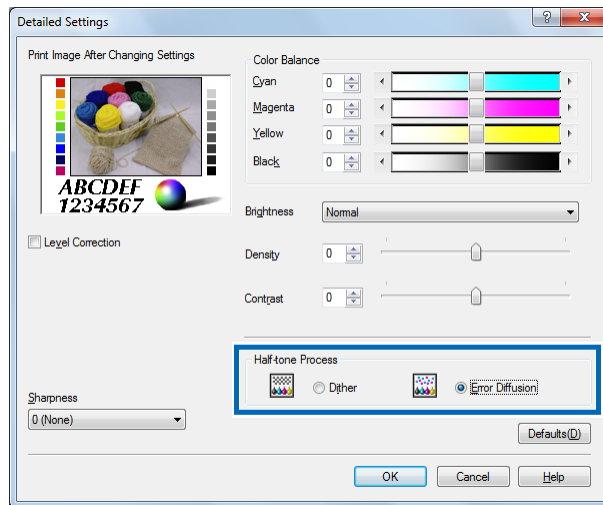 Detailed Settings
?
Print Image After Changing Settings
ABCDEF
1234567
Level Correction
Sharpness
0 (None)
Color Balance
Cyan 0
Magenta 0
Yellow 0
Black 0
Brightness Normal
Density 0
Contrast 0
Half-tone Process
Dither Error Diffusion
Defaults(D)
OK Cancel Help